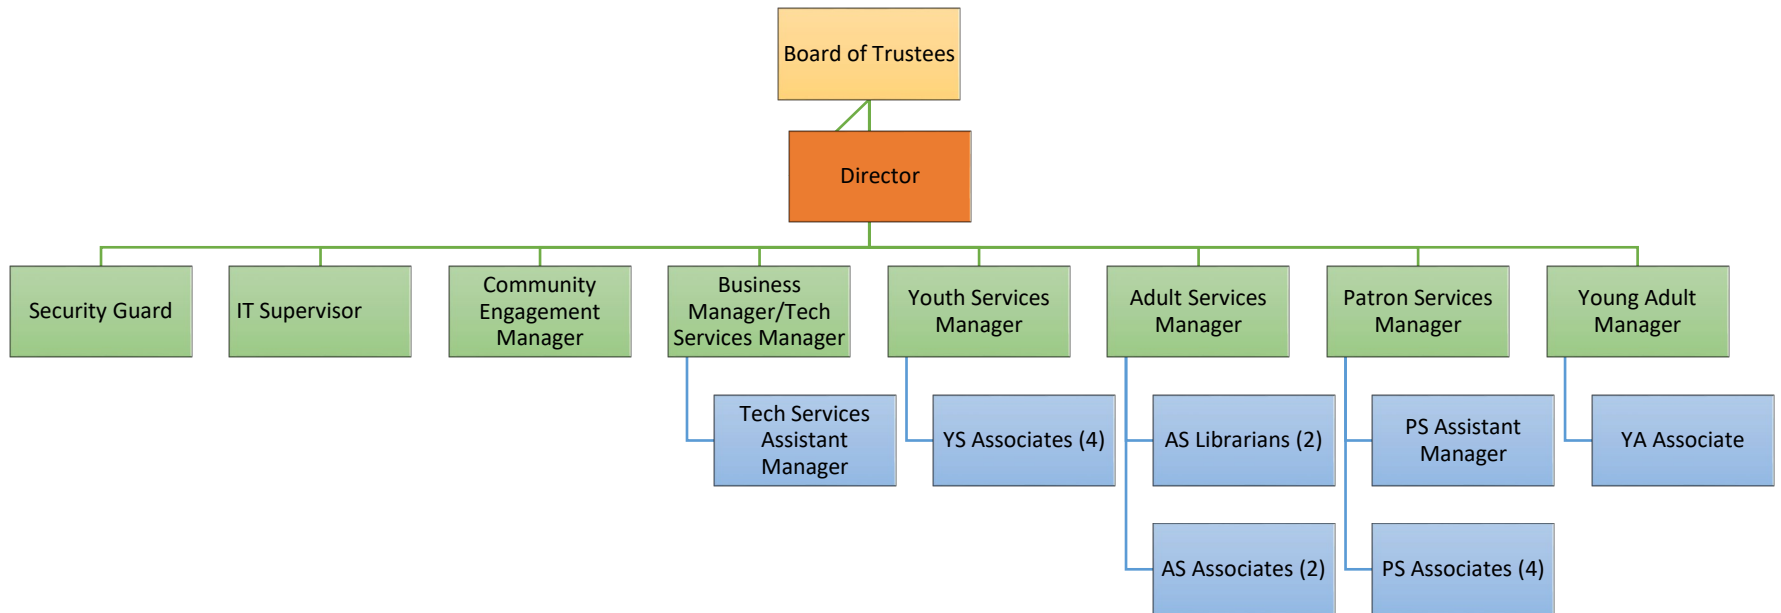 Board of Trustees
Director
Security Guard
IT Supervisor
Community
Engagement
Manager
Business
Manager/Tech
Services Manager
Youth Services
Manager
Adult Services
Manager
Patron Services
Manager
Young Adult
Manager
Tech Services
Assistant
Manager
YS Associates (4)
AS Librarians (2)
PS Assistant
Manager
YA Associate
AS Associates (2)
PS Associates (4)